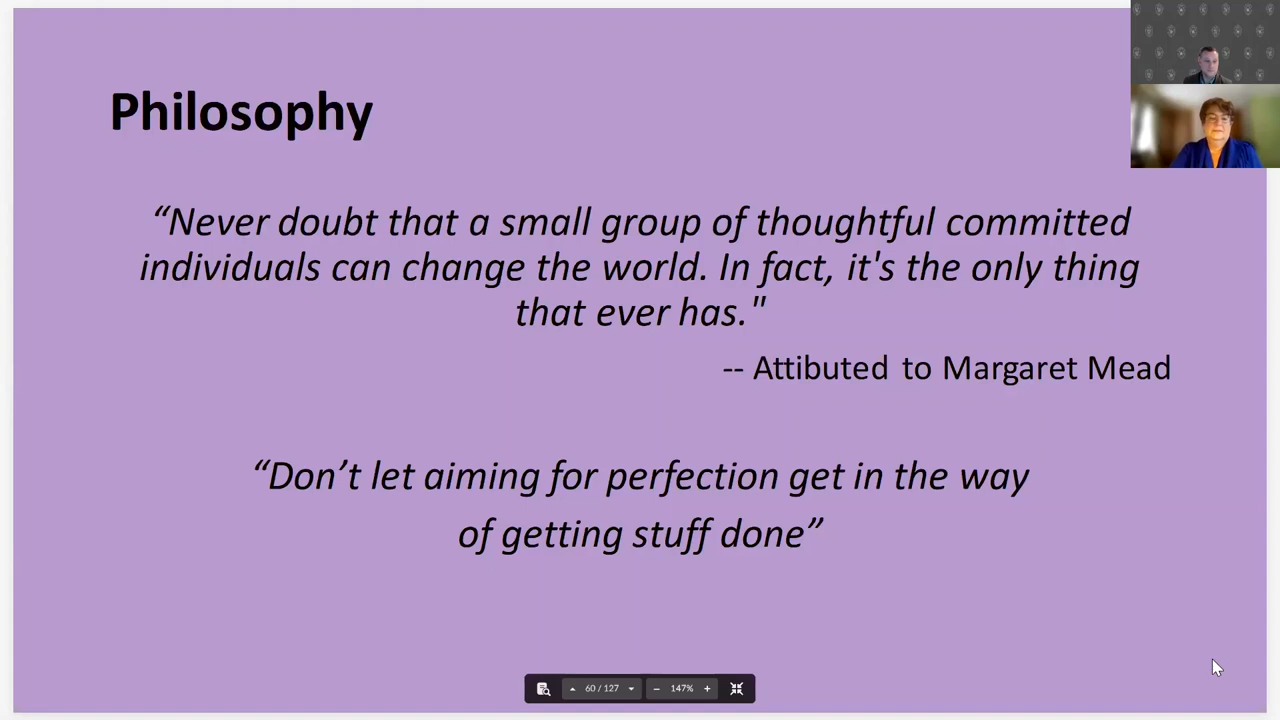 Philosophy
“Never doubt that a small group of thoughtful committed
individuals can change the world. In fact, it's the only thing
that ever has."
-- Attibuted to Margaret Mead
“Don’t let aiming for perfection get in the way
of getting stuff done”
60 / 127
147%